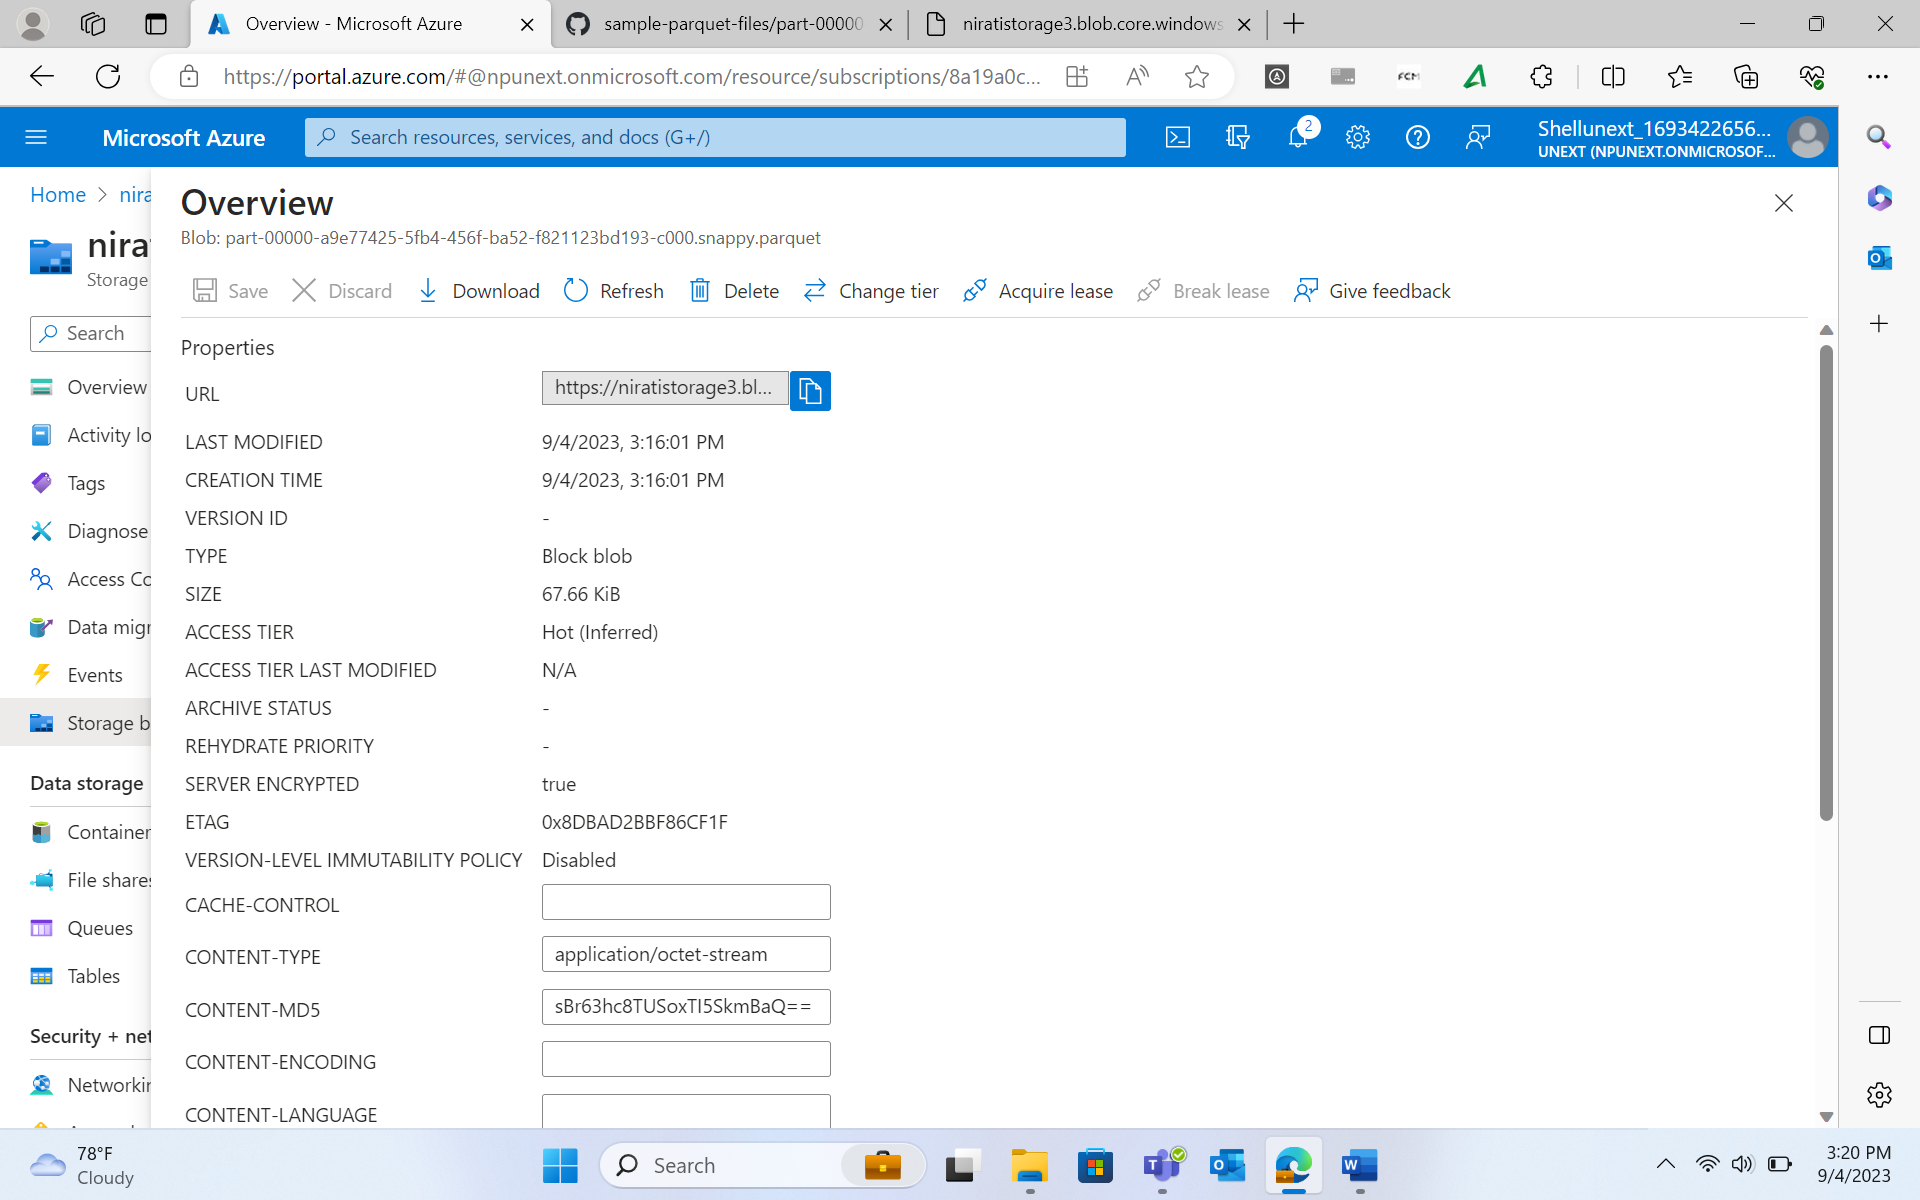 Overview - Microsoft Azure
sample-parquet-files/part-00000
niratistorage3.blob.core.windows
https://portal.azure.com/#@npunext.onmicrosoft.com/resource/subscriptions/8a19a0c...
A
FCM
Microsoft Azure
Search resources, services, and docs (G+/)
2
Shellunext_1693422656...
UNEXT (NPUNEXT.ONMICROSOF...
Home > nira
nirat
Storage
Search
Overview
Activity lo
Tags
Diagnose
Access Co
Data migr
Events
Storage b
Data storage
Container
File shares
Queues
Tables
Security + net
Networkin
Overview
Blob: part-00000-a9e77425-5fb4-456f-ba52-f821123bd193-c000.snappy.parquet
Save Discard Download Refresh Delete Change tier Acquire lease Break lease Give feedback
Properties
URL https://niratistorage3.bl...
LAST MODIFIED 9/4/2023, 3:16:01 PM
CREATION TIME 9/4/2023, 3:16:01 PM
VERSION ID -
TYPE Block blob
SIZE 67.66 KiB
ACCESS TIER Hot (Inferred)
ACCESS TIER LAST MODIFIED N/A
ARCHIVE STATUS -
REHYDRATE PRIORITY -
SERVER ENCRYPTED true
ETAG 0x8DBAD2BBF86CF1F
VERSION-LEVEL IMMUTABILITY POLICY Disabled
CACHE-CONTROL
CONTENT-TYPE application/octet-stream
CONTENT-MD5 sBr63hc8TUSoxTI5SkmBaQ==
CONTENT-ENCODING
CONTENT-LANGUAGE
78°F
Cloudy
Search
3:20 PM
9/4/2023